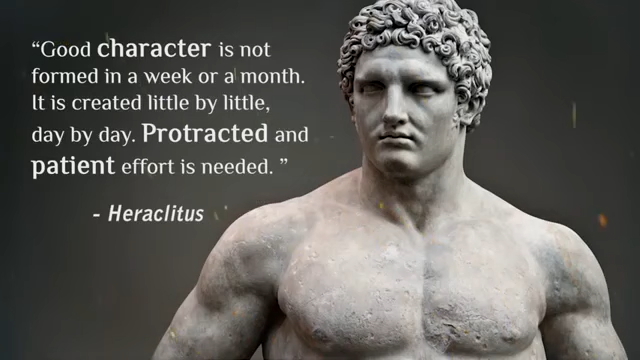 “Good character is not
formed in a week or a month.
It is created little by little,
day by day. Protracted and
patient effort is needed. ”
- Heraclitus